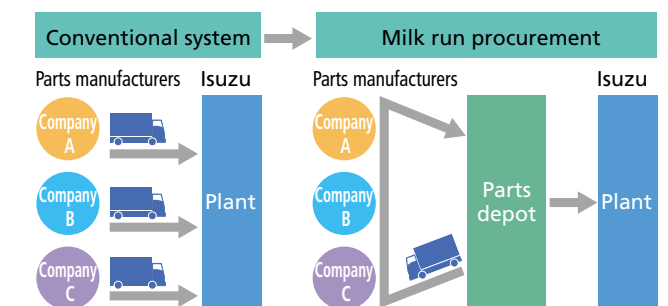 Conventional system
Milk run procurement
Parts manufacturers
Isuzu
Parts manufacturers
Isuzu
Company
A
Company
B
Company
C
Plant
Company
A
Company
B
Company
C
Parts
depot
Plant